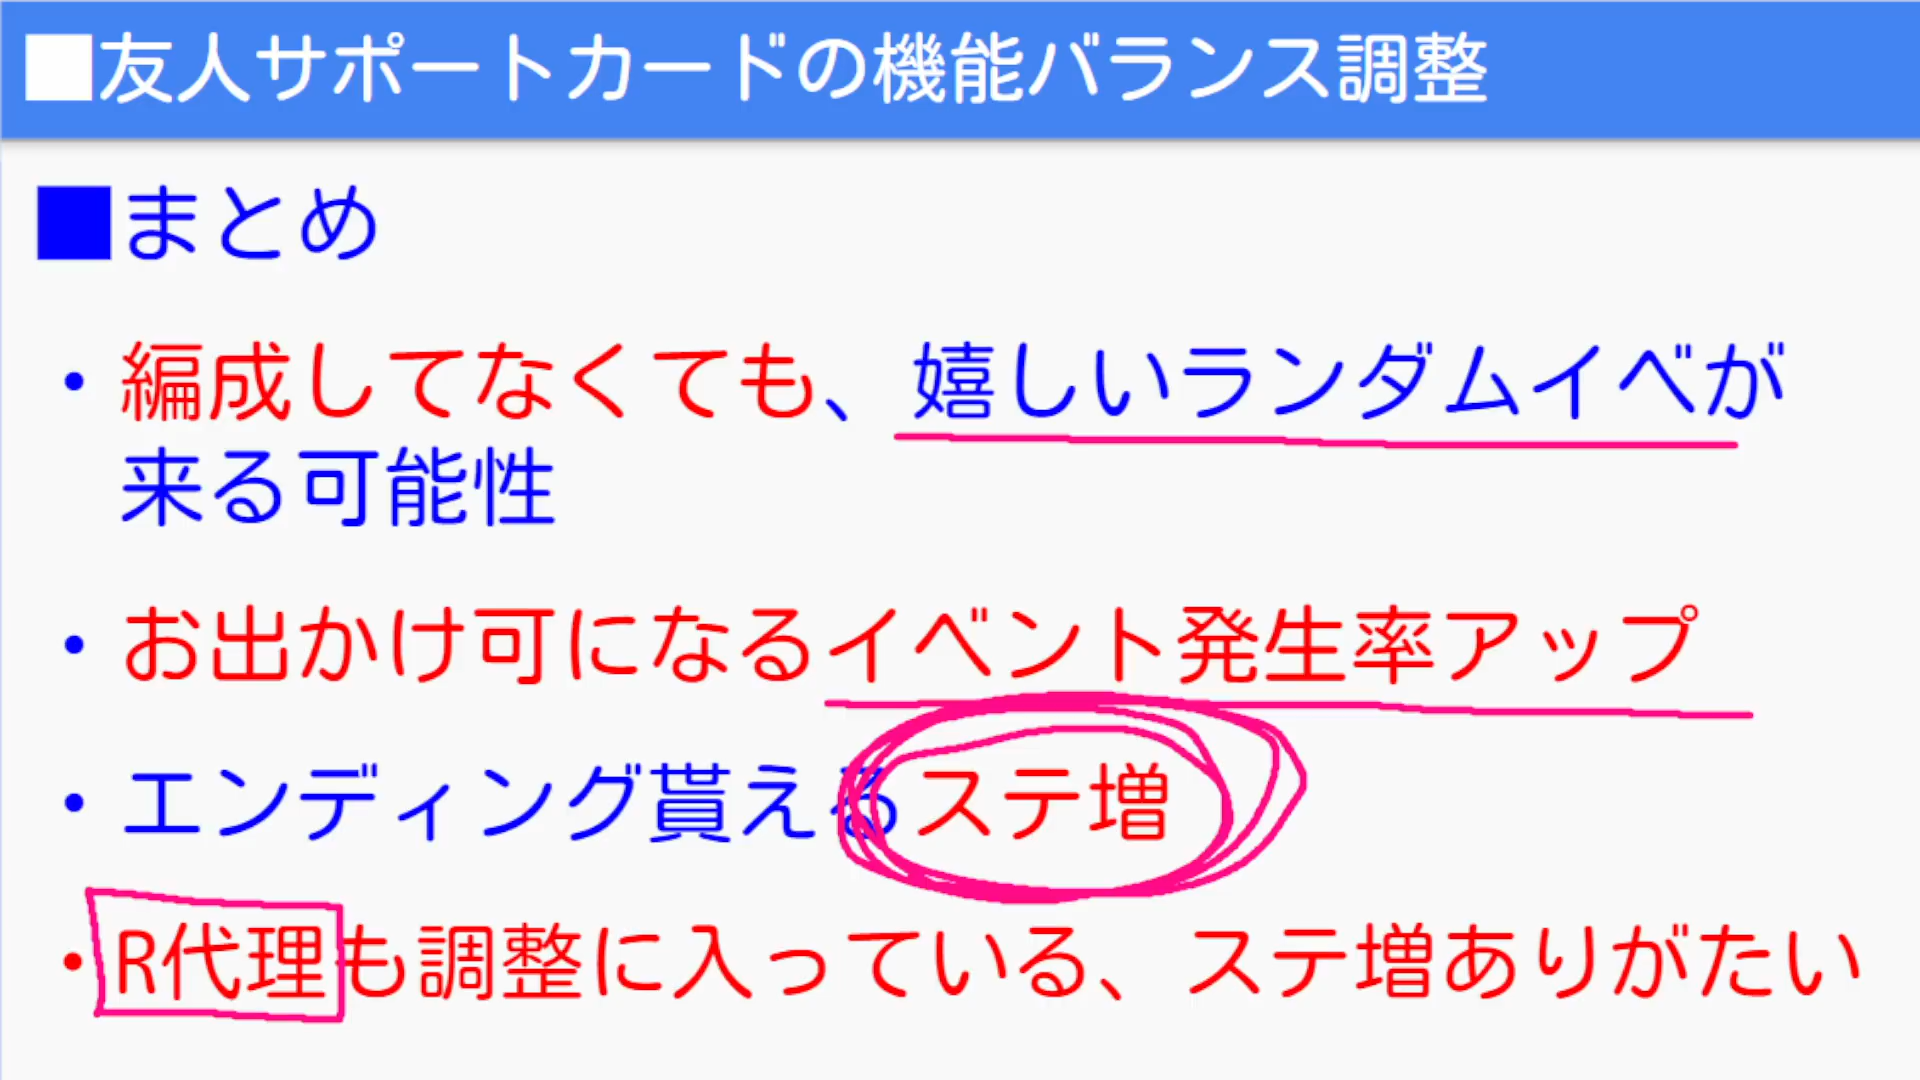 ■友人サポートカードの機能バランス調整
■まとめ
・編成してなくても、嬉しいランダムイベが
来る可能性
・お出かけ可になるイベント発生率アップ
・エンディング貰えるステ増
・R代理も調整に入っている、ステ増ありがたい